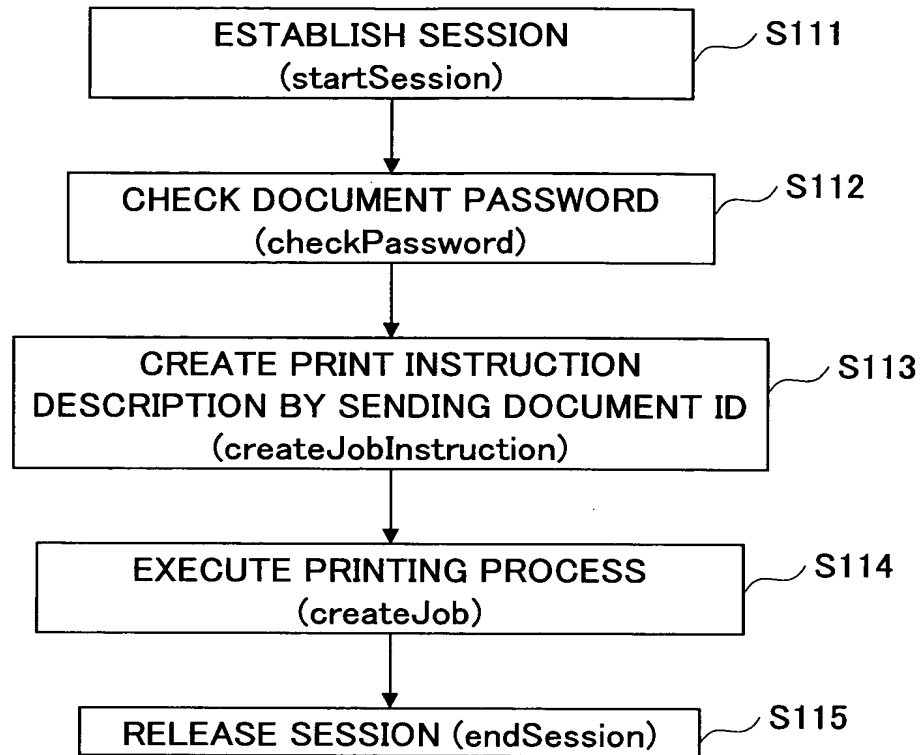 ESTABLISH SESSION
(startSession)
S111
CHECK DOCUMENT PASSWORD
(checkPassword)
S112
CREATE PRINT INSTRUCTION
DESCRIPTION BY SENDING DOCUMENT ID
(createJobInstruction)
S113
EXECUTE PRINTING PROCESS
(createJob)
S114
RELEASE SESSION (endSession)
S115